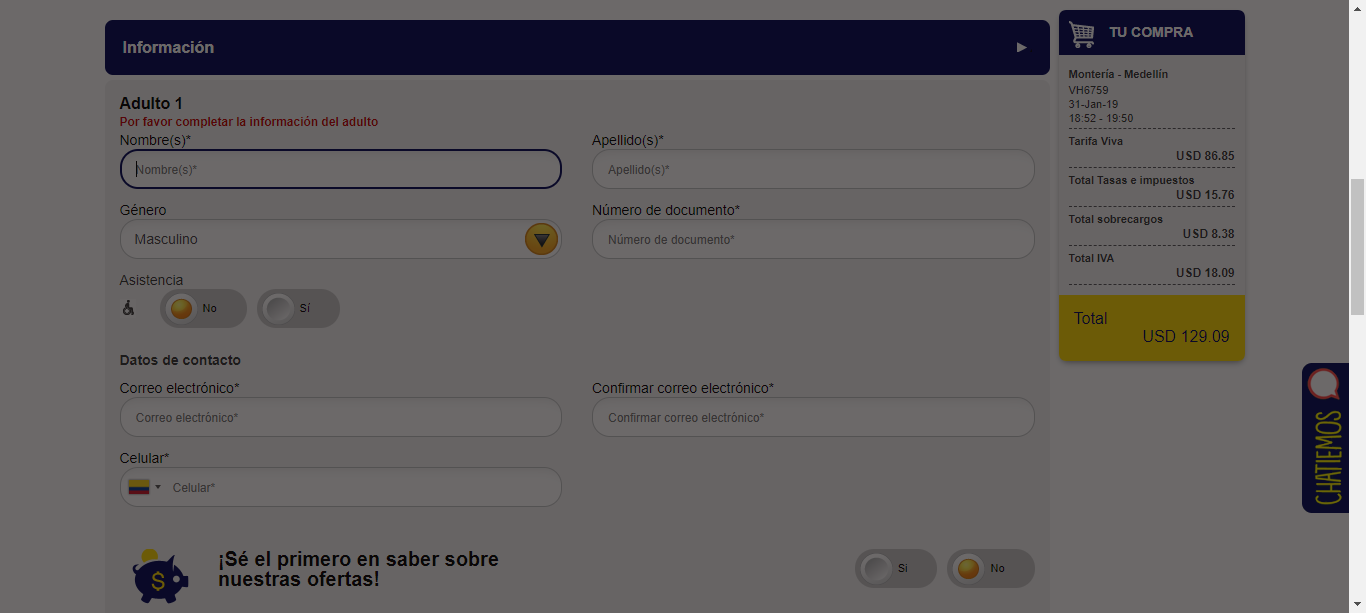 Información
Adulto 1
Por favor completar la información del adulto
Nombre(s)*
Apellido(s)*
Nombre(s)*
Apellido(s)*
Género
Número de documento*
Masculino
Número de documento*
Asistencia
No
Sí
Datos de contacto
Correo electrónico*
Confirmar correo electrónico*
Correo electrónico*
Confirmar correo electrónico*
Celular*
Celular*
$
¡Sé el primero en saber sobre
nuestras ofertas!
Si
No
TU COMPRA
Montería - Medellín
VH6759
31-Jan-19
18:52 - 19:50
Tarifa Viva
USD 86.85
Total Tasas e impuestos
USD 15.76
Total sobrecargos
USD 8.38
Total IVA
USD 18.09
Total
USD 129.09
CHATIEMOS